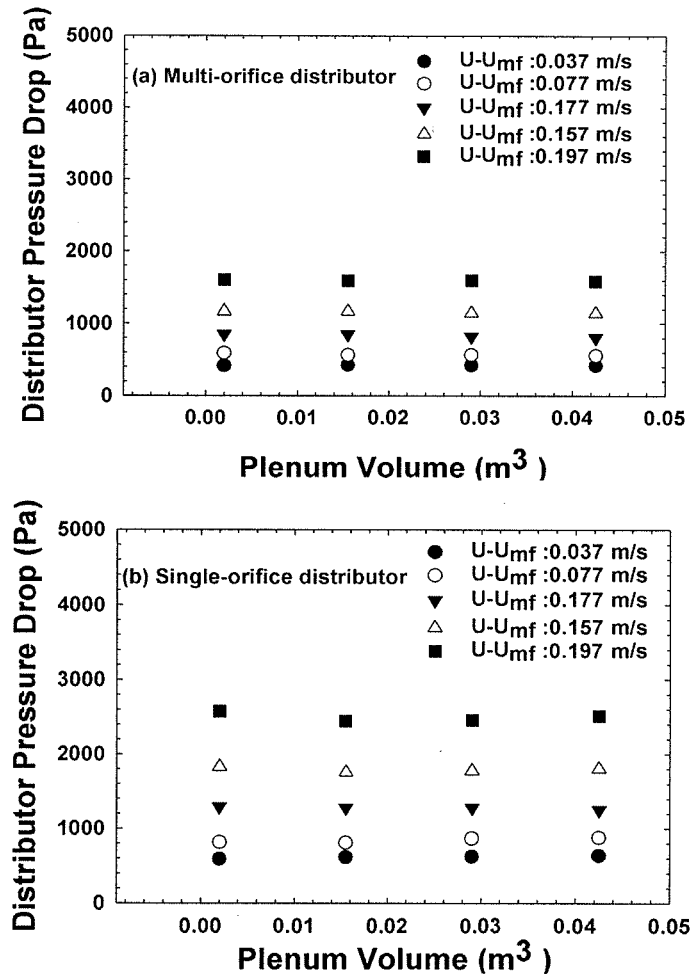 Distributor Pressure Drop (Pa)
5000
4000
3000
2000
1000
0
(a) Multi-orifice distributor
U-Umf :0.037 m/s
U-Umf :0.077 m/s
U-Umf :0.177 m/s
U-Umf :0.157 m/s
U-Umf :0.197 m/s
0.00 0.01 0.02 0.03 0.04 0.05
Plenum Volume (m3 )
Distributor Pressure Drop (Pa)
5000
4000
3000
2000
1000
0
(b) Single-orifice distributor
U-Umf :0.037 m/s
U-Umf :0.077 m/s
U-Umf :0.177 m/s
U-Umf :0.157 m/s
U-Umf :0.197 m/s
0.00 0.01 0.02 0.03 0.04 0.05
Plenum Volume (m3 )